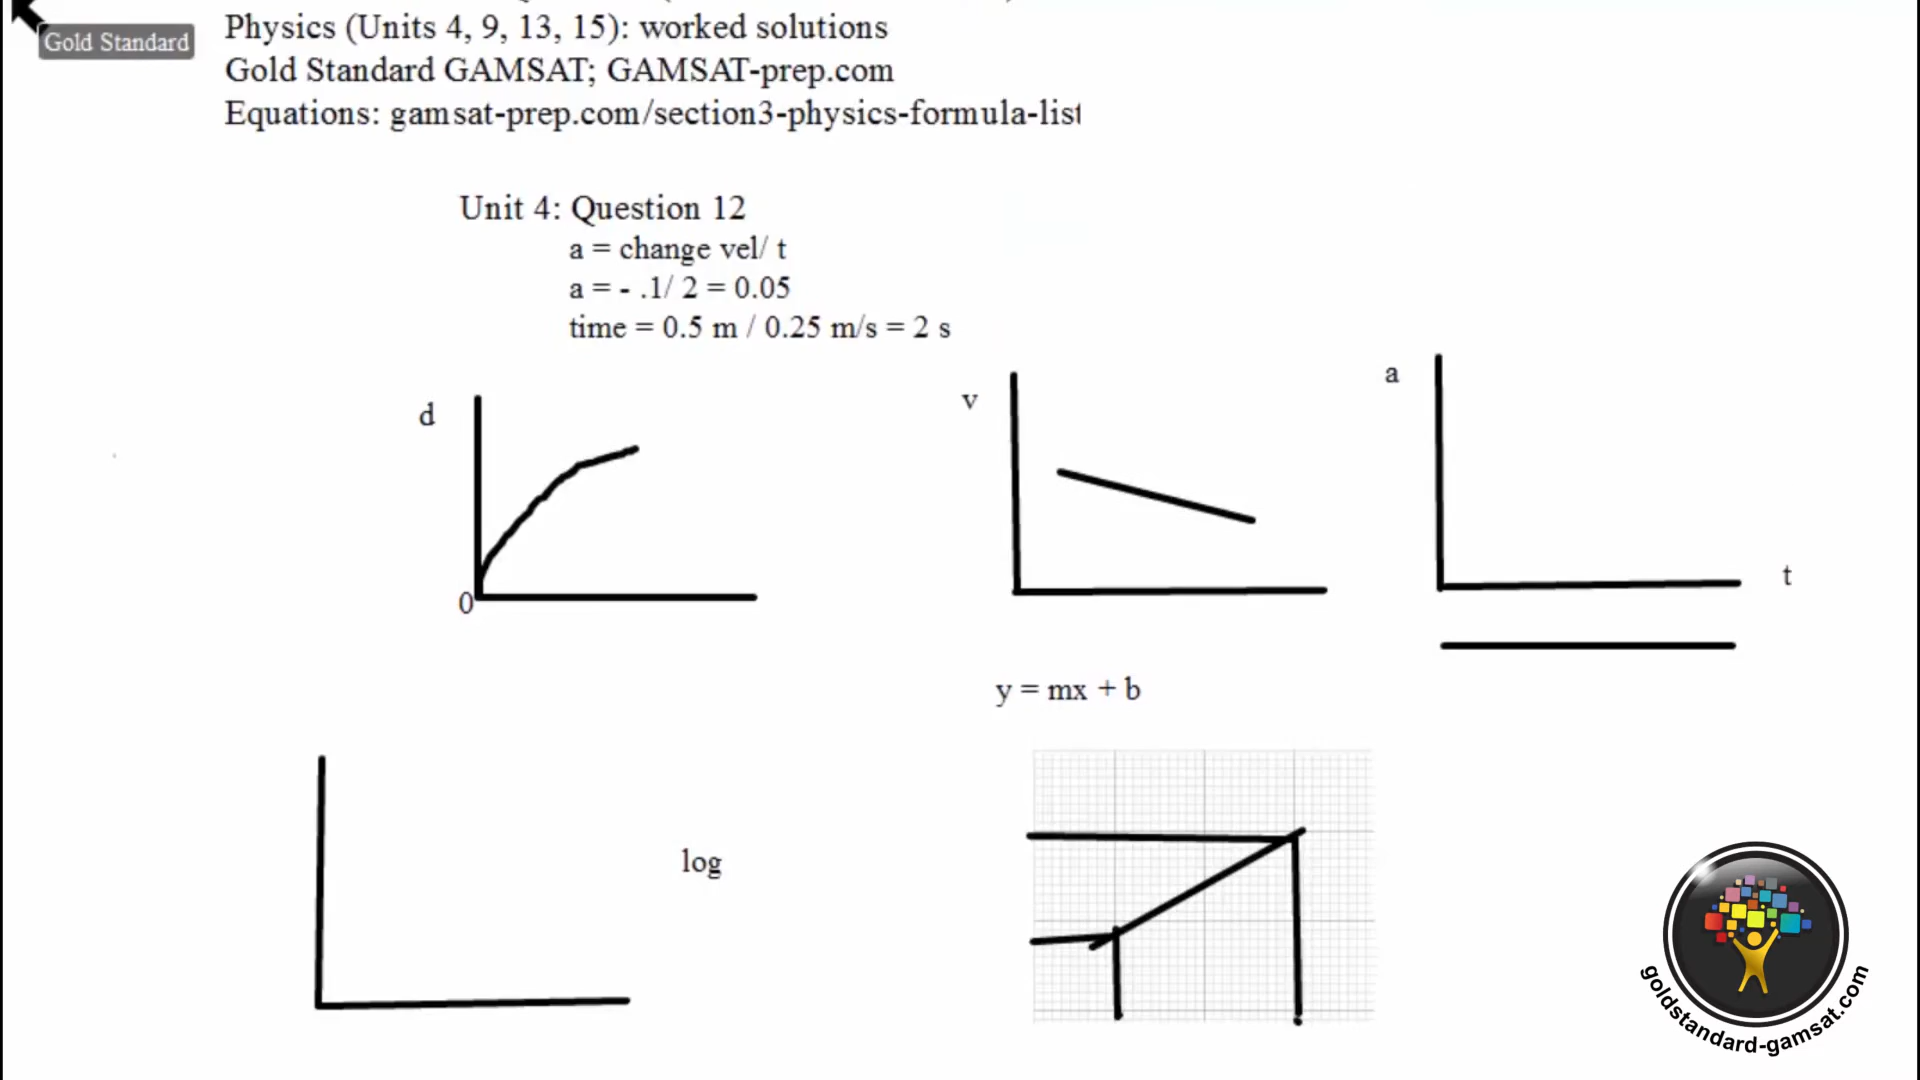 Gold Standard
Physics (Units 4, 9, 13, 15): worked solutions
Gold Standard GAMSAT; GAMSAT-prep.com
Equations: gamsat-prep.com/section3-physics-formula-list
Unit 4: Question 12
a = change vel/ t
a = - .1/ 2 = 0.05
time = 0.5 m / 0.25 m/s = 2 s
d
v
a
0
t
y = mx + b
log
goldstandard-gamsat.com